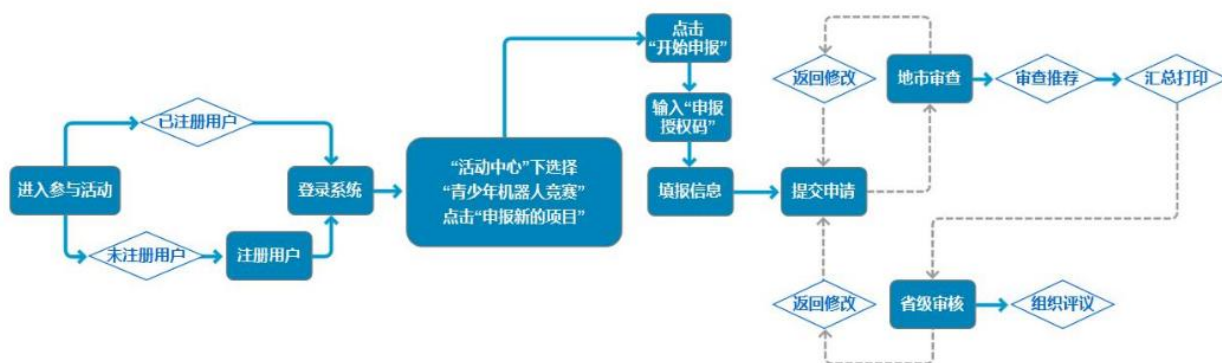 进入参与活动
已注册用户
未注册用户
注册用户
登录系统
“活动中心”下选择
“青少年机器人竞赛”
点击“申报新的项目”
点击
“开始申报”
输入“申报
授权码”
填报信息
提交申请
返回修改
地市审查
审查推荐
汇总打印
省级审核
返回修改
组织评议